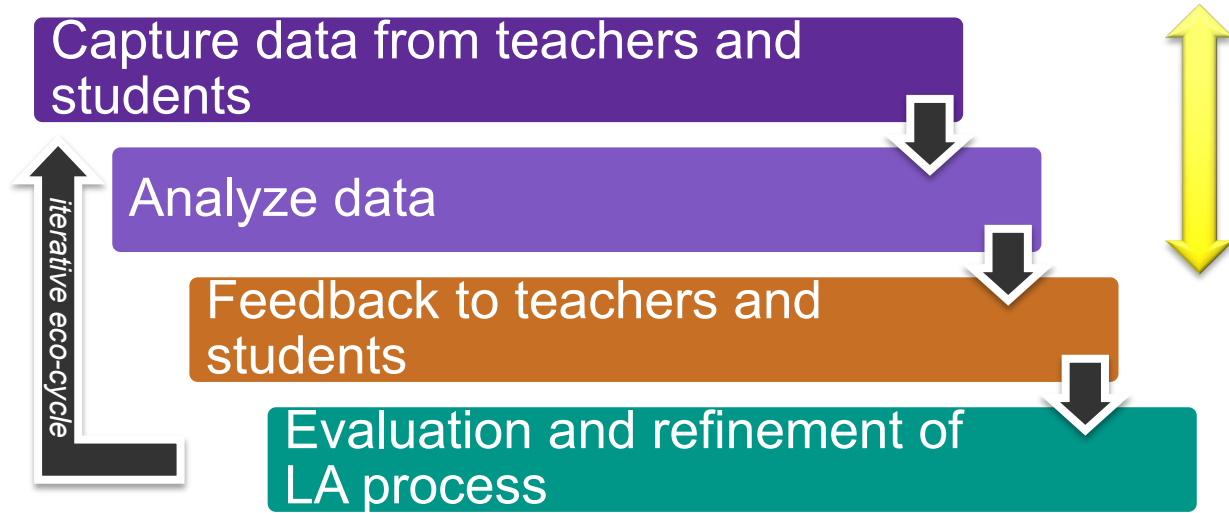 Capture data from teachers and
students
Analyze data
iterative eco-cycle
Feedback to teachers and
students
Evaluation and refinement of
LA process